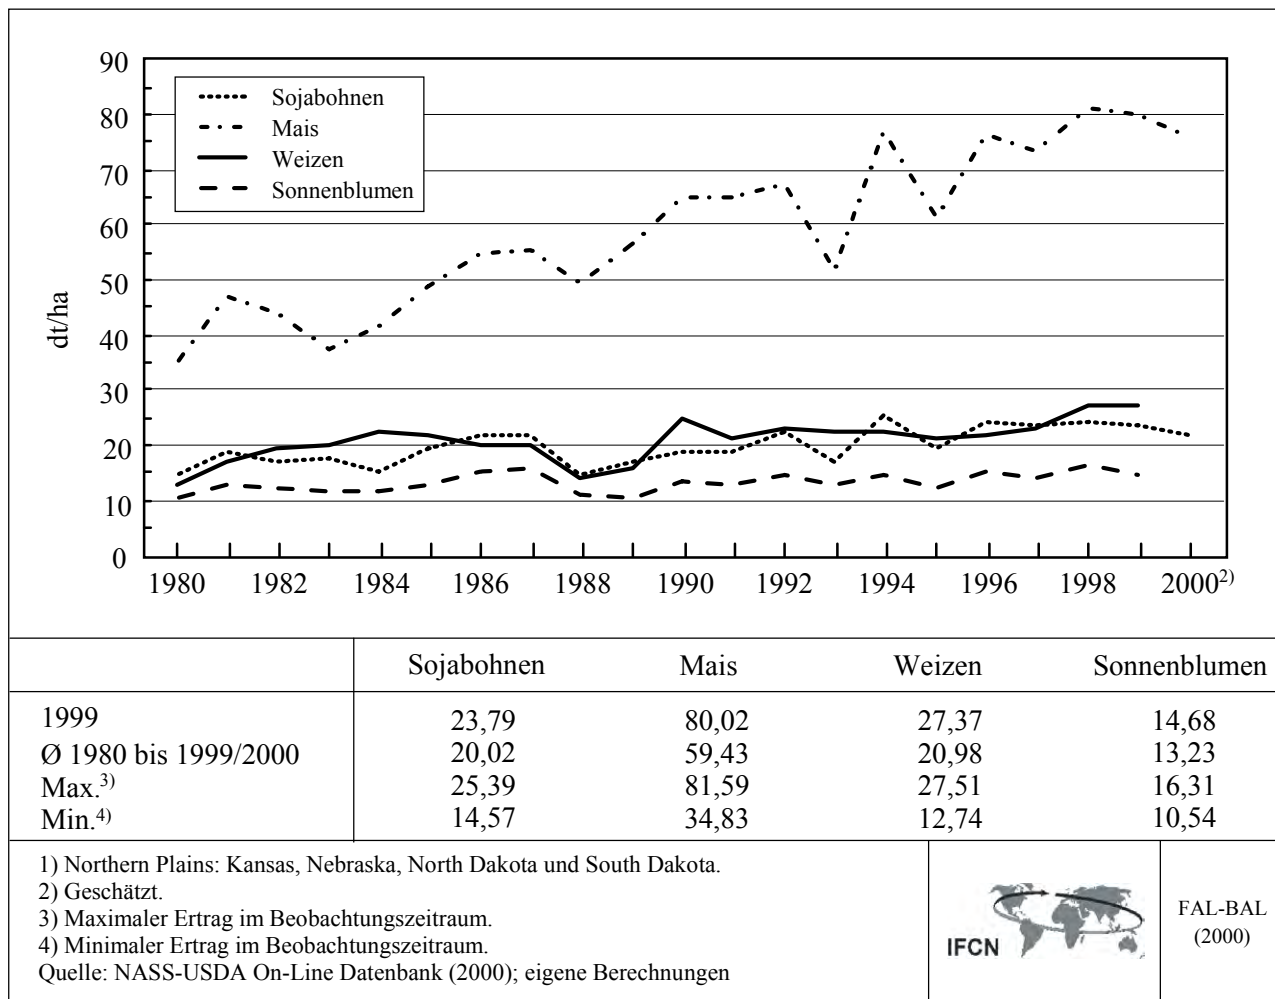 90
80
70
60
50
40
30
20
10
0
dt/ha
Sojabohnen
Mais
Weizen
Sonnenblumen
1980 1982 1984 1986 1988 1990 1992 1994 1996 1998 2000²⁾
Sojabohnen Mais Weizen Sonnenblumen
1999 23,79 80,02 27,37 14,68
Ø 1980 bis 1999/2000 20,02 59,43 20,98 13,23
Max.³⁾ 25,39 81,59 27,51 16,31
Min.⁴⁾ 14,57 34,83 12,74 10,54
1) Northern Plains: Kansas, Nebraska, North Dakota und South Dakota.
2) Geschätzt.
3) Maximaler Ertrag im Beobachtungszeitraum.
4) Minimaler Ertrag im Beobachtungszeitraum.
Quelle: NASS-USDA On-Line Datenbank (2000); eigene Berechnungen
IFCN
FAL-BAL
(2000)